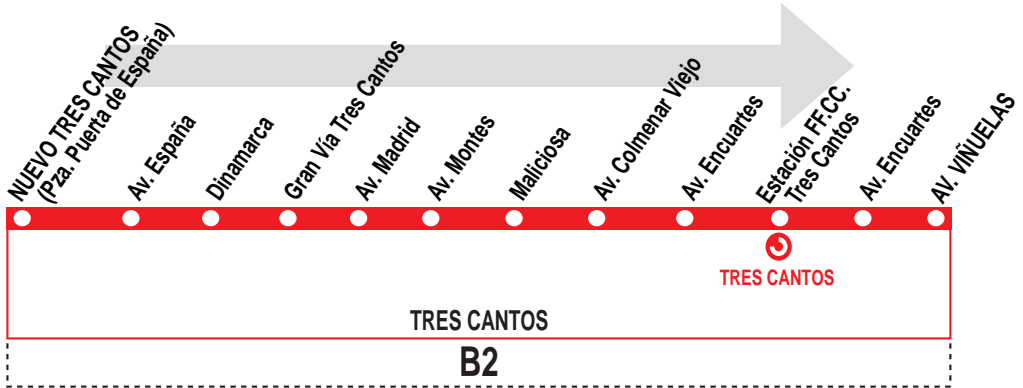 NUEVO TRES CANTOS
(Pza. Puerta de España)
Av. España
Dinamarca
Gran Vía Tres Cantos
Av. Madrid
Av. Montes
Maliciosa
Av. Colmenar Viejo
Av. Encuartes
Estación FF.CC.
Tres Cantos
Av. Encuartes
AV. VIÑUELAS
TRES CANTOS
TRES CANTOS
B2